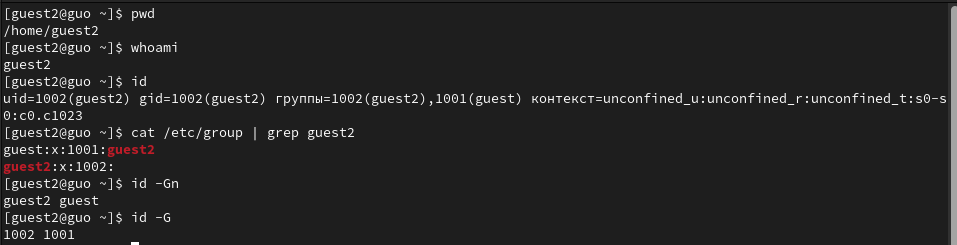 [guest2@guo ~]$ pwd
/home/guest2
[guest2@guo ~]$ whoami
guest2
[guest2@guo ~]$ id
uid=1002(guest2) gid=1002(guest2) группы=1002(guest2),1001(guest) контекст=unconfined_u:unconfined_r:unconfined_t:s0-s
0:c0.c1023
[guest2@guo ~]$ cat /etc/group | grep guest2
guest:x:1001:guest2
guest2:x:1002:
[guest2@guo ~]$ id -Gn
guest2 guest
[guest2@guo ~]$ id -G
1002 1001